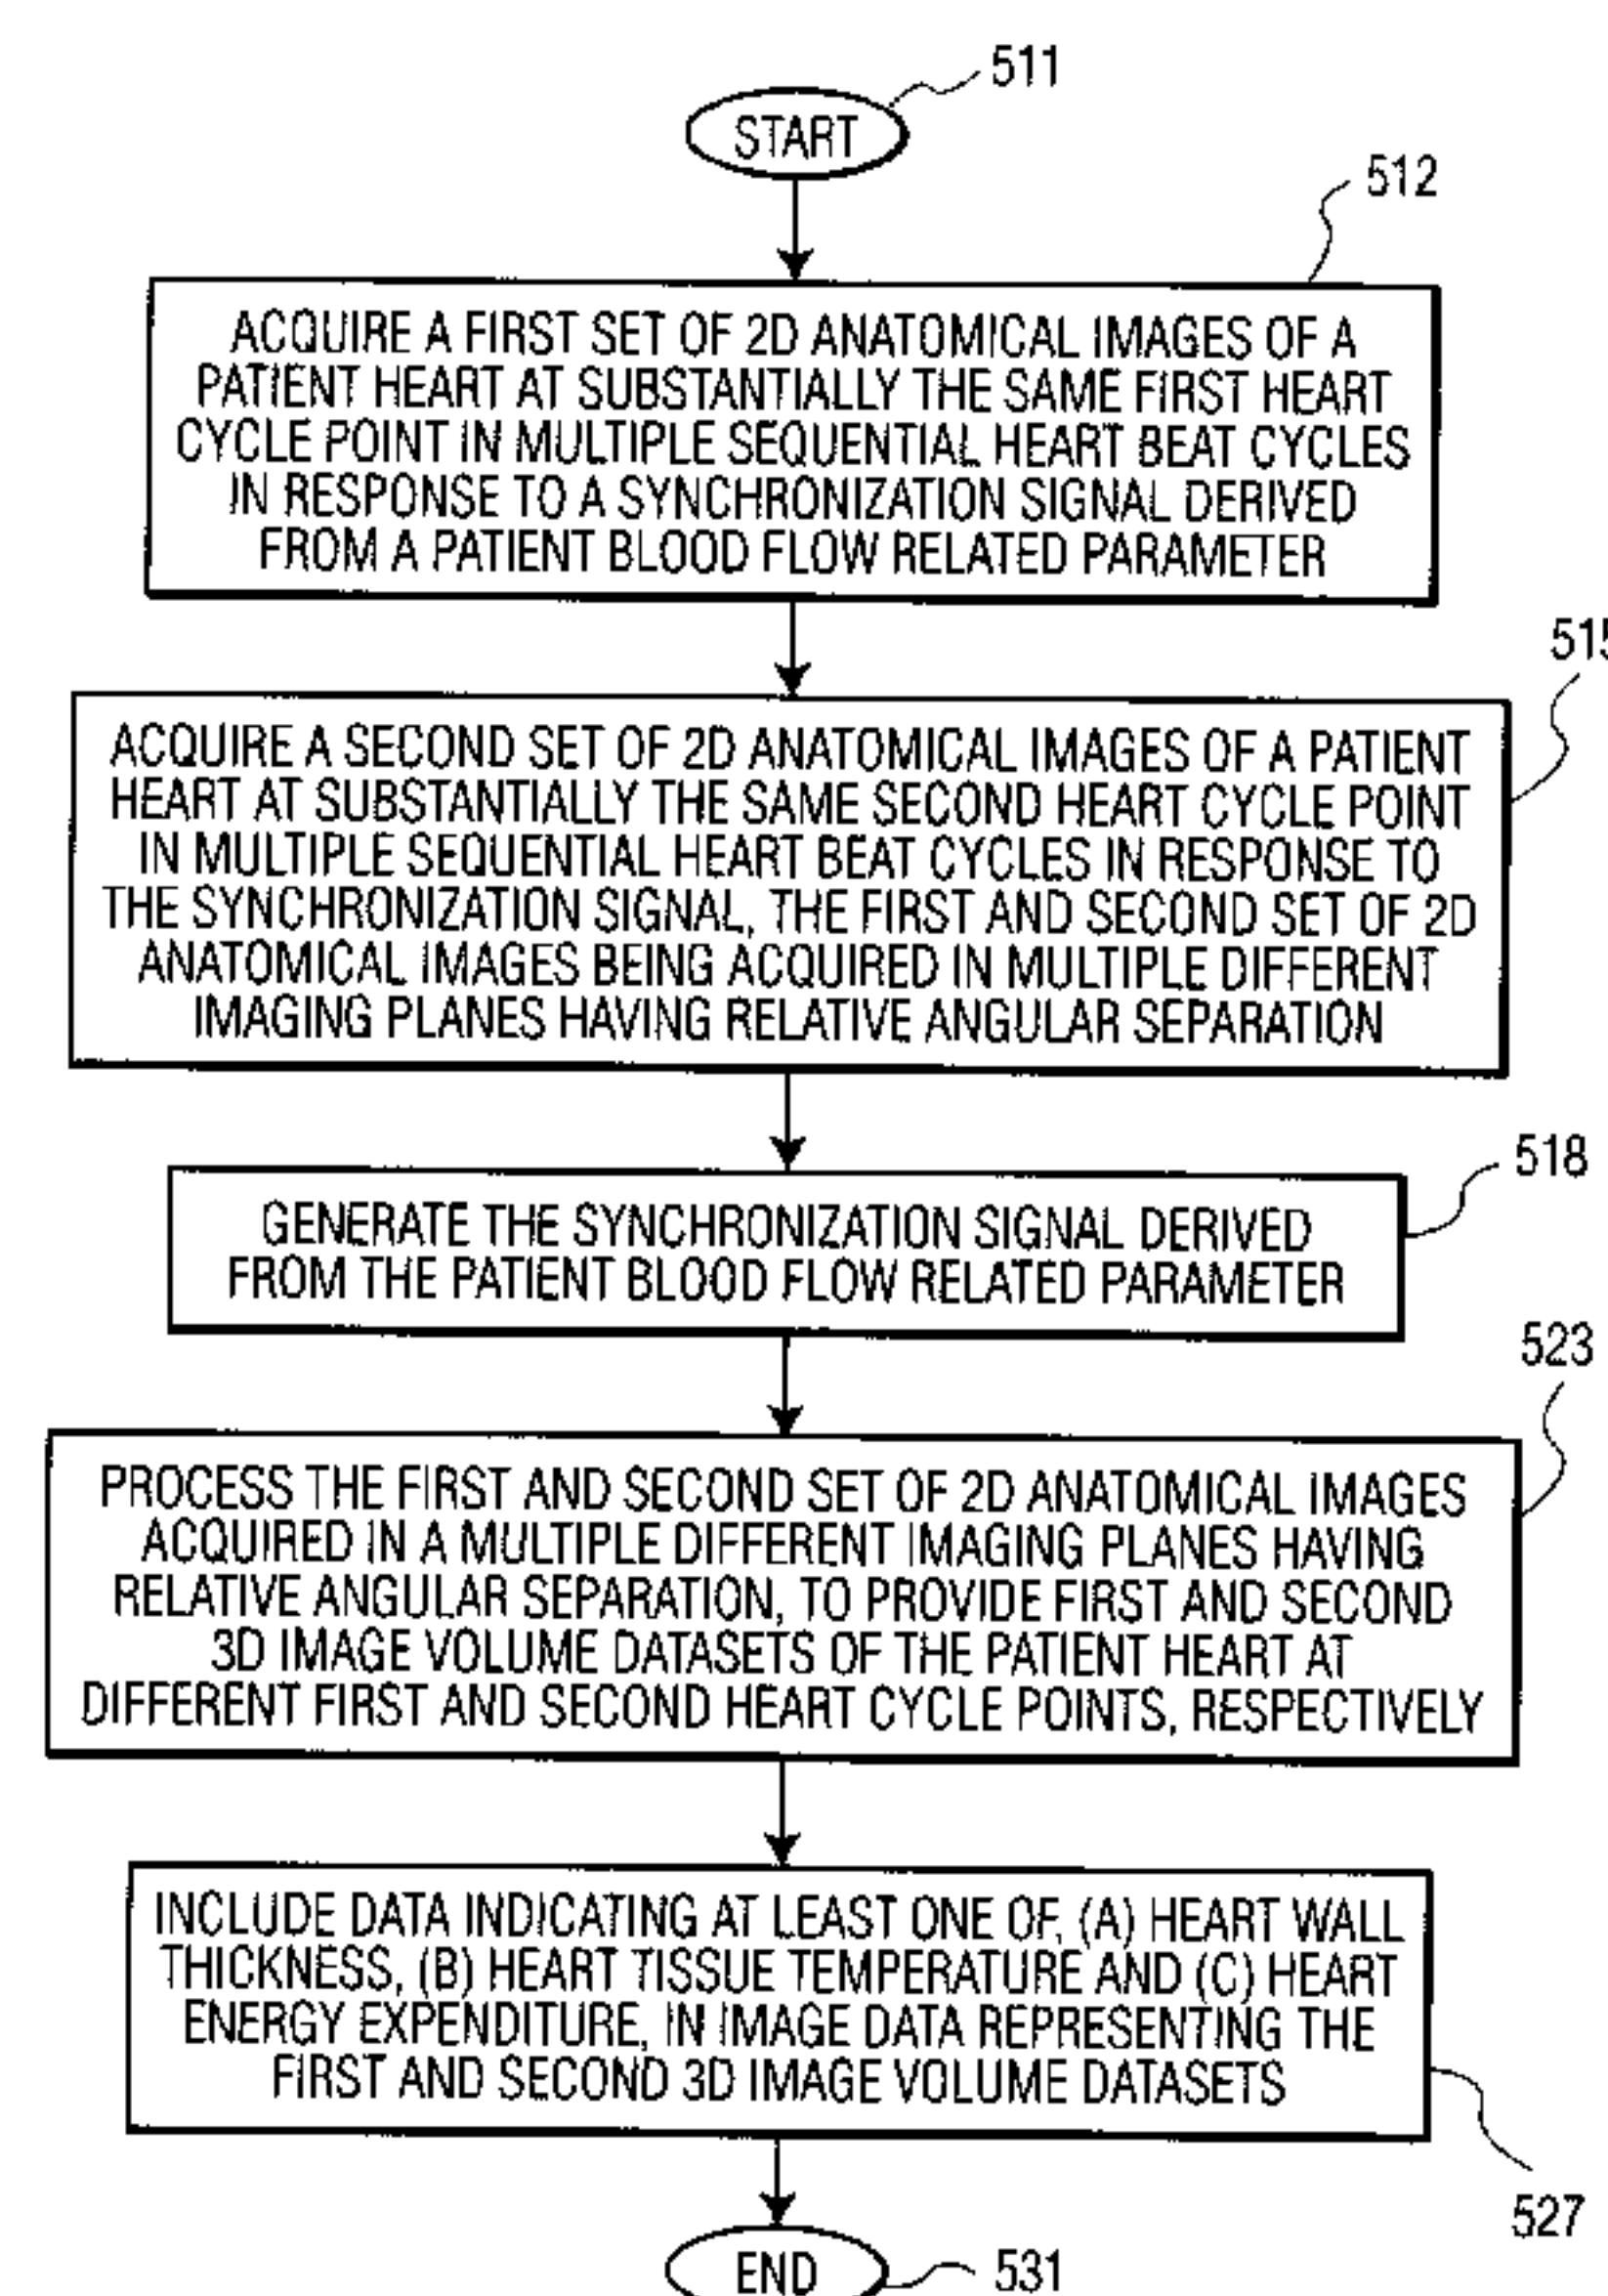 511
START
512
ACQUIRE A FIRST SET OF 2D ANATOMICAL IMAGES OF A
PATIENT HEART AT SUBSTANTIALLY THE SAME FIRST HEART
CYCLE POINT IN MULTIPLE SEQUENTIAL HEART BEAT CYCLES
IN RESPONSE TO A SYNCHRONIZATION SIGNAL DERIVED
FROM A PATIENT BLOOD FLOW RELATED PARAMETER
515
ACQUIRE A SECOND SET OF 2D ANATOMICAL IMAGES OF A PATIENT
HEART AT SUBSTANTIALLY THE SAME SECOND HEART CYCLE POINT
IN MULTIPLE SEQUENTIAL HEART BEAT CYCLES IN RESPONSE TO
THE SYNCHRONIZATION SIGNAL, THE FIRST AND SECOND SET OF 2D
ANATOMICAL IMAGES BEING ACQUIRED IN MULTIPLE DIFFERENT
IMAGING PLANES HAVING RELATIVE ANGULAR SEPARATION
518
GENERATE THE SYNCHRONIZATION SIGNAL DERIVED
FROM THE PATIENT BLOOD FLOW RELATED PARAMETER
523
PROCESS THE FIRST AND SECOND SET OF 2D ANATOMICAL IMAGES
ACQUIRED IN A MULTIPLE DIFFERENT IMAGING PLANES HAVING
RELATIVE ANGULAR SEPARATION, TO PROVIDE FIRST AND SECOND
3D IMAGE VOLUME DATASETS OF THE PATIENT HEART AT
DIFFERENT FIRST AND SECOND HEART CYCLE POINTS, RESPECTIVELY
INCLUDE DATA INDICATING AT LEAST ONE OF, (A) HEART WALL
THICKNESS, (B) HEART TISSUE TEMPERATURE AND (C) HEART
ENERGY EXPENDITURE, IN IMAGE DATA REPRESENTING THE
FIRST AND SECOND 3D IMAGE VOLUME DATASETS
527
END
531